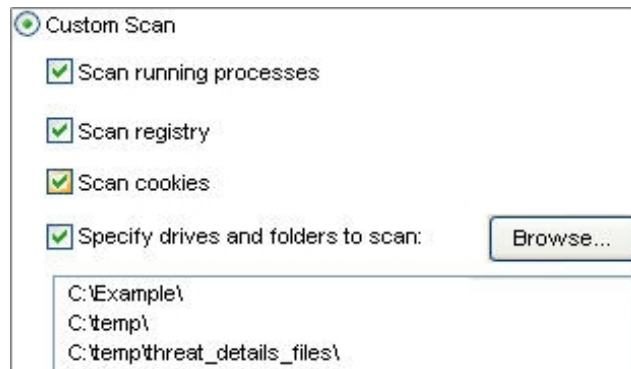 Custom Scan
Scan running processes
Scan registry
Scan cookies
Specify drives and folders to scan:
Browse...
C:\Example\
C:\temp\
C:\temp\threat_details_files\